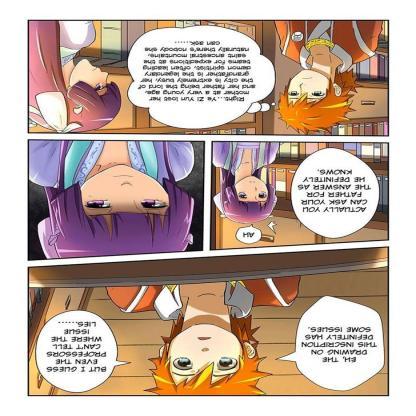 EH, THE
DRAWING ON
THIS INSCRIPTION
DEFINITELY HAS
SOME ISSUES.
BUT I GUESS
EVEN THE
PROFESSORS
CAN'T TELL
WHERE THE
ISSUE
LIES......
AH
ACTUALLY YOU
CAN ASK YOUR
FATHER
THE ANSWER AS
HE DEFINITELY
KNOWS.
Right...Ye Zi Yun lost her
mother at a very young age,
and her father being the lord of
the city is extremely busy, her
grandfather is the legendary
demon spiritualist often leading
teams for expeditions at the
saint ancestral mountains,
naturally there's nobody she
can ask.